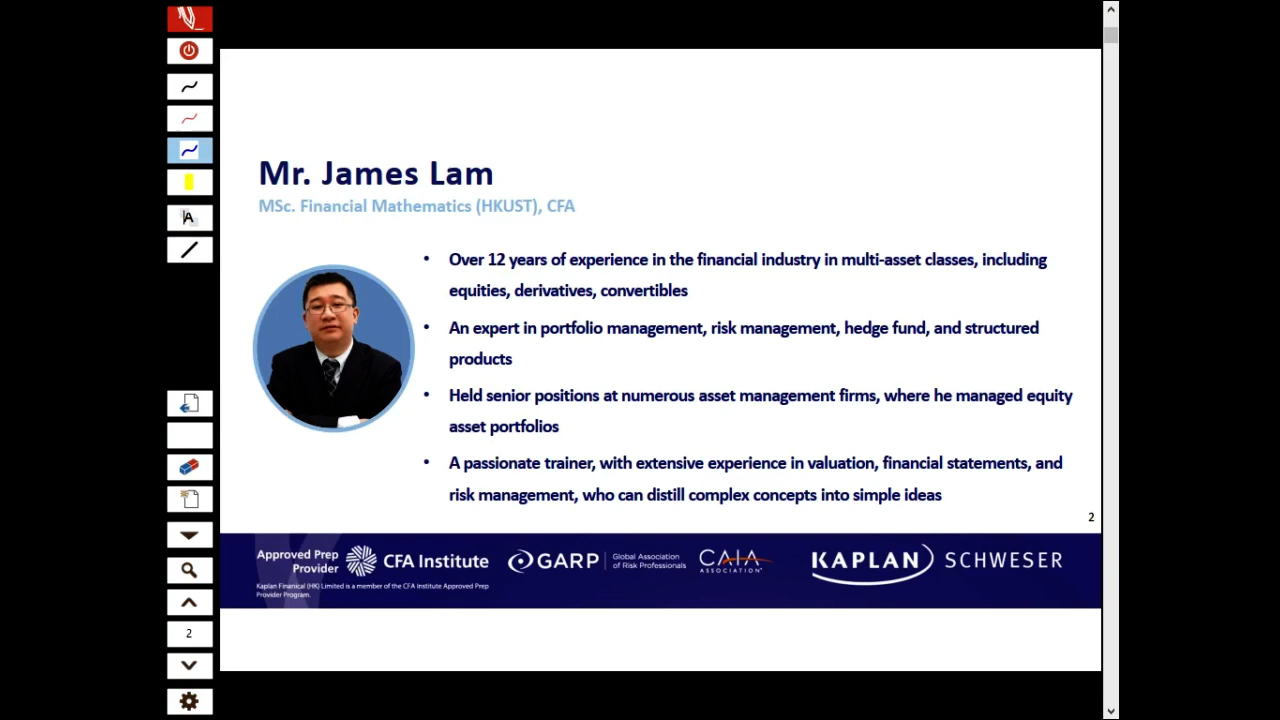 Mr. James Lam
MSc. Financial Mathematics (HKUST), CFA
• Over 12 years of experience in the financial industry in multi-asset classes, including
equities, derivatives, convertibles
• An expert in portfolio management, risk management, hedge fund, and structured
products
• Held senior positions at numerous asset management firms, where he managed equity
asset portfolios
• A passionate trainer, with extensive experience in valuation, financial statements, and
risk management, who can distill complex concepts into simple ideas
2
Approved Prep
Provider
CFA Institute
Kaplan Finanical (HK) Limited is a member of the CFA Institute Approved Prep
Provider Program.
GARP
Global Association
of Risk Professionals
CAIA
ASSOCIATION
KAPLAN SCHWESER
A
2